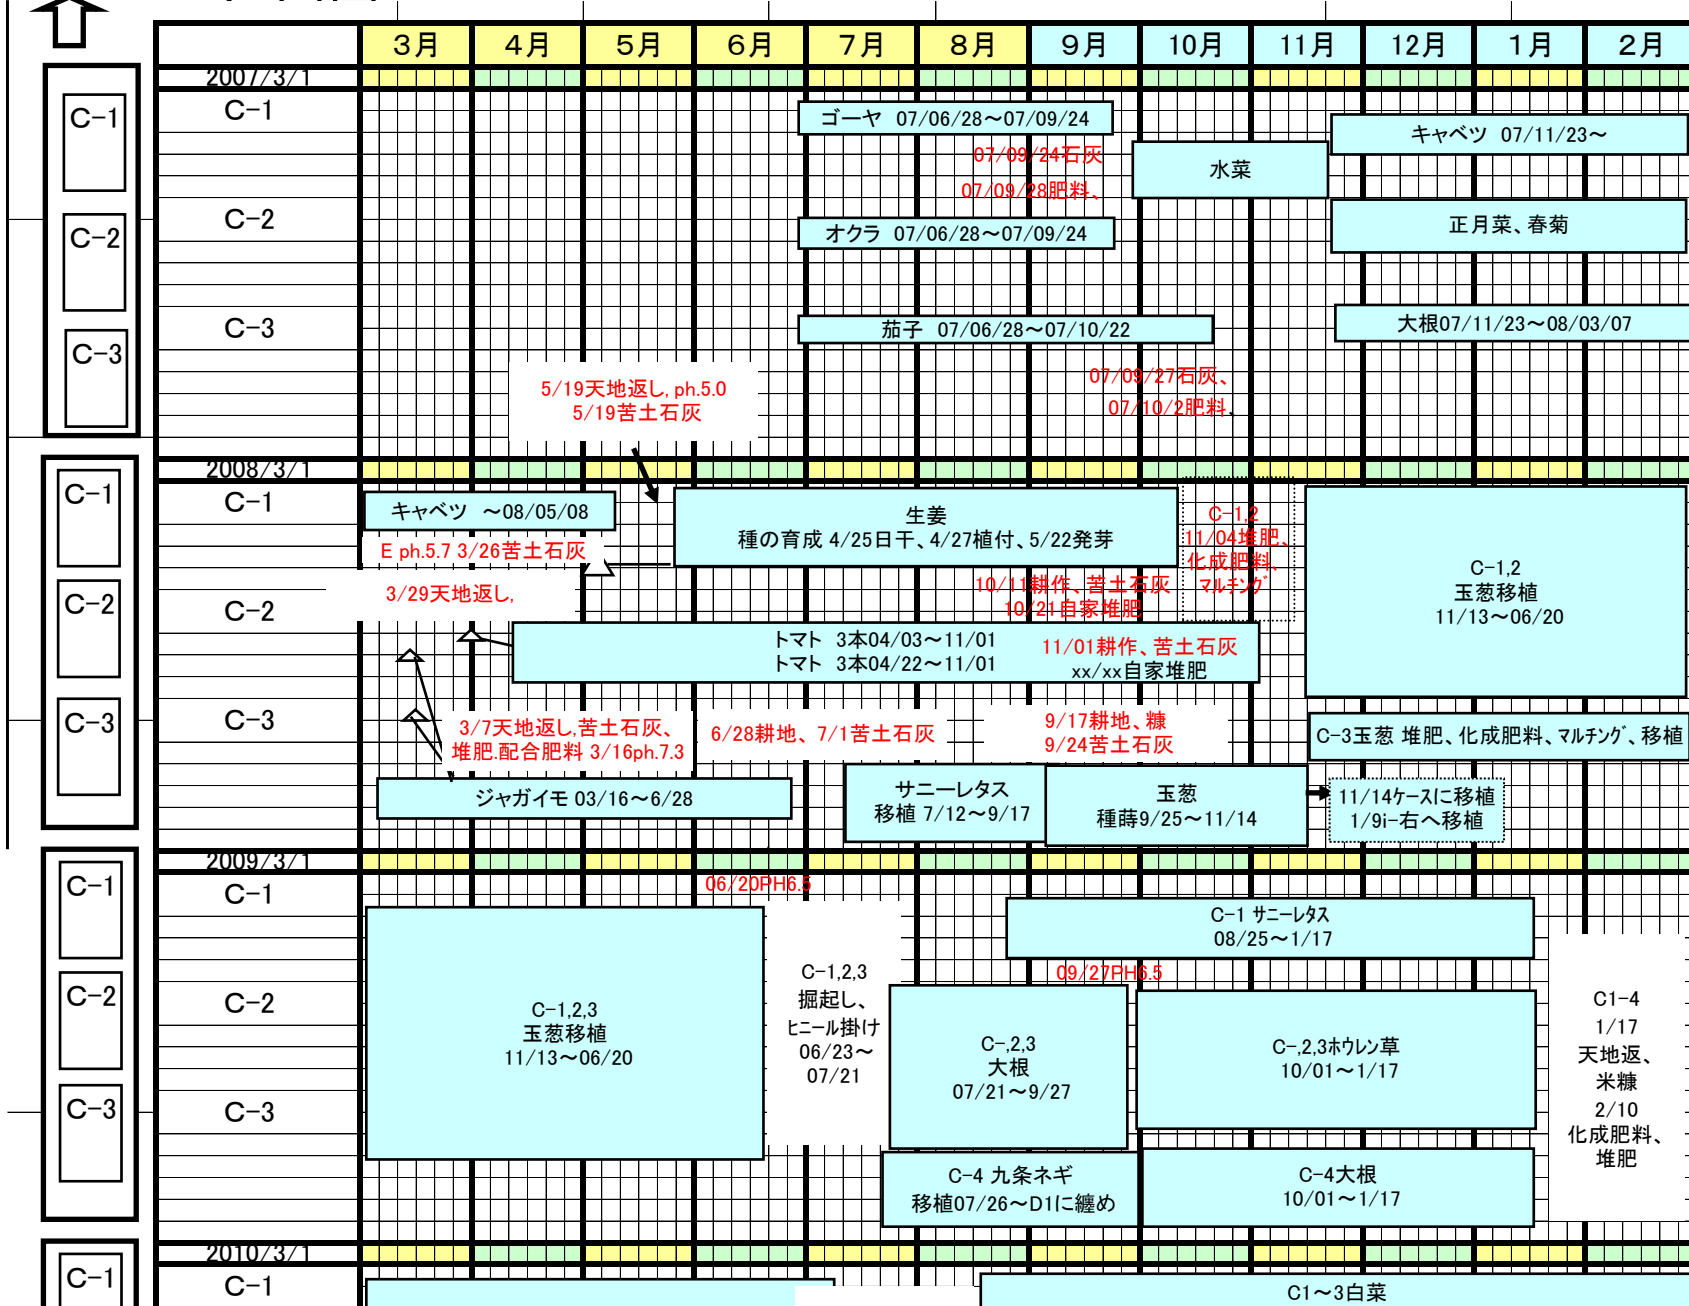 3月 4月 5月 6月 7月 8月 9月 10月 11月 12月 1月 2月
2007/3/1
C-1
C-2
C-3
C-1
ゴーヤ 07/06/28～07/09/24
キャベツ 07/11/23～
07/09/24石灰
水菜
07/09/28肥料、
C-2
オクラ 07/06/28～07/09/24
正月菜、春菊
C-3
茄子 07/06/28～07/10/22
大根07/11/23～08/03/07
5/19天地返し, ph.5.0
5/19苦土石灰
07/09/27石灰、
07/10/2肥料、
2008/3/1
C-1
C-2
C-3
C-1
キャベツ ～08/05/08
生姜
種の育成 4/25日干、4/27植付、5/22発芽
C-1,2
11/04堆肥、
化成肥料、
マルチング
C-1,2
玉葱移植
11/13～06/20
E ph.5.7 3/26苦土石灰
3/29天地返し,
10/11耕作、苦土石灰
10/21自家堆肥
C-2
トマト 3本04/03～11/01
トマト 3本04/22～11/01
11/01耕作、苦土石灰
xx/xx自家堆肥
C-3
3/7天地返し,苦土石灰、
堆肥.配合肥料 3/16ph.7.3
6/28耕地、7/1苦土石灰
9/17耕地、糠
9/24苦土石灰
C-3玉葱 堆肥、化成肥料、マルチング、移植
ジャガイモ 03/16～6/28
サニーレタス
移植 7/12～9/17
玉葱
種蒔9/25～11/14
11/14ケースに移植
1/9i-右へ移植
2009/3/1
C-1
C-2
C-3
C-1
06/20PH6.5
C-1 サニーレタス
08/25～1/17
09/27PH6.5
C-2
C-1,2,3
玉葱移植
11/13～06/20
C-1,2,3
掘起し、
ヒニール掛け
06/23～
07/21
C-,2,3
大根
07/21～9/27
C-,2,3ホウレン草
10/01～1/17
C1-4
1/17
天地返、
米糠
2/10
化成肥料、
堆肥
C-3
C-4 九条ネギ
移植07/26～D1に纏め
C-4大根
10/01～1/17
2010/3/1
C-1
C-1
C1～3白菜